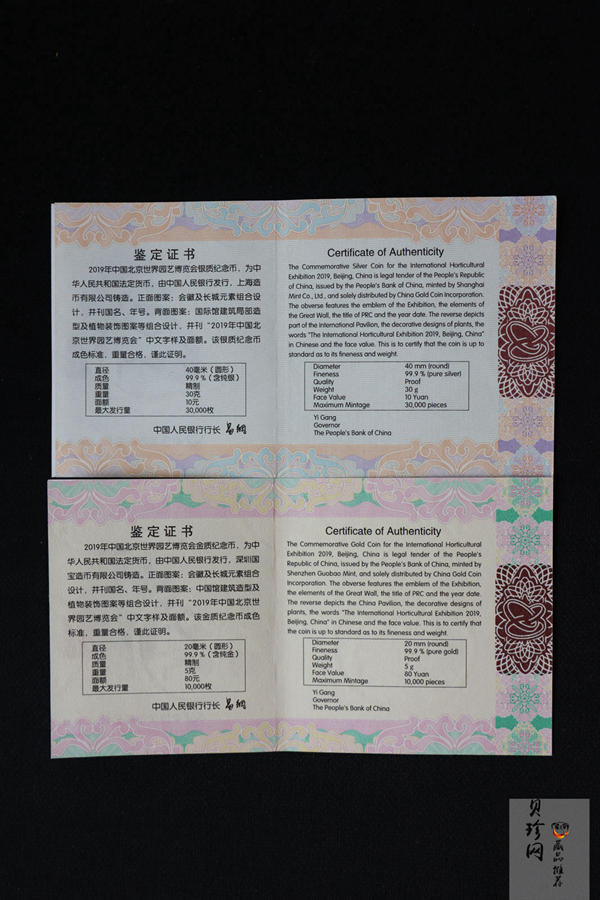 鉴定证书
2019年中国北京世界园艺博览会银质纪念币，为中
华人民共和国法定货币，由中国人民银行发行，上海造
币有限公司铸造。正面图案：会徽及长城元素组合设
计，并刊国名、年号。背面图案：国际馆建筑局部造
型及植物装饰图案等组合设计，并刊“2019年中国北
京世界园艺博览会”中文字样及面额。该银质纪念币
成色标准，重量合格，谨此证明。
直径 40毫米（圆形）
成色 99.9％（含纯银）
质量 精制
重量 30克
面额 10元
最大发行量 30,000枚
中国人民银行行长 易纲
Certificate of Authenticity
The Commemorative Silver Coin for the International Horticultural
Exhibition 2019, Beijing, China is legal tender of the People's Republic
of China, issued by the People's Bank of China, minted by Shanghai
Mint Co., Ltd., and solely distributed by China Gold Coin Incorporation.
The obverse features the emblem of the Exhibition, the elements of
the Great Wall, the title of PRC and the year date. The reverse depicts
part of the International Pavilion, the decorative designs of plants, the
words "The International Horticultural Exhibition 2019, Beijing, China"
in Chinese and the face value. This is to certify that the coin is up to
standard as to its fineness and weight.
Diameter 40 mm (round)
Fineness 99.9 % (pure silver)
Quality Proof
Weight 30 g
Face Value 10 Yuan
Maximum Mintage 30,000 pieces
Yi Gang
Governor
The People's Bank of China
鉴定证书
2019年中国北京世界园艺博览会金质纪念币，为中
华人民共和国法定货币，由中国人民银行发行，深圳国
宝造币有限公司铸造。正面图案：会徽及长城元素组合
设计，并刊国名、年号。背面图案：中国馆建筑造型及
植物装饰图案等组合设计，并刊“2019年中国北京世
界园艺博览会”中文字样及面额。该金质纪念币成色
标准，重量合格，谨此证明。
直径 20毫米（圆形）
成色 99.9％（含纯金）
质量 精制
重量 5克
面额 80元
最大发行量 10,000枚
中国人民银行行长 易纲
Certificate of Authenticity
The Commemorative Gold Coin for the International Horticultural
Exhibition 2019, Beijing, China is legal tender of the People's
Republic of China, issued by the People's Bank of China, minted by
Shenzhen Guobao Mint, and solely distributed by China Gold Coin
Incorporation. The obverse features the emblem of the Exhibition,
the elements of the Great Wall, the title of PRC and the year date.
The reverse depicts the China Pavilion, the decorative designs of
plants, the words "The International Horticultural Exhibition 2019,
Beijing, China" in Chinese and the face value. This is to certify that
the coin is up to standard as to its fineness and weight.
Diameter 20 mm (round)
Fineness 99.9 % (pure gold)
Quality Proof
Weight 5 g
Face Value 80 Yuan
Maximum Mintage 10,000 pieces
Yi Gang
Governor
The People's Bank of China
贝珍网
藏品推荐